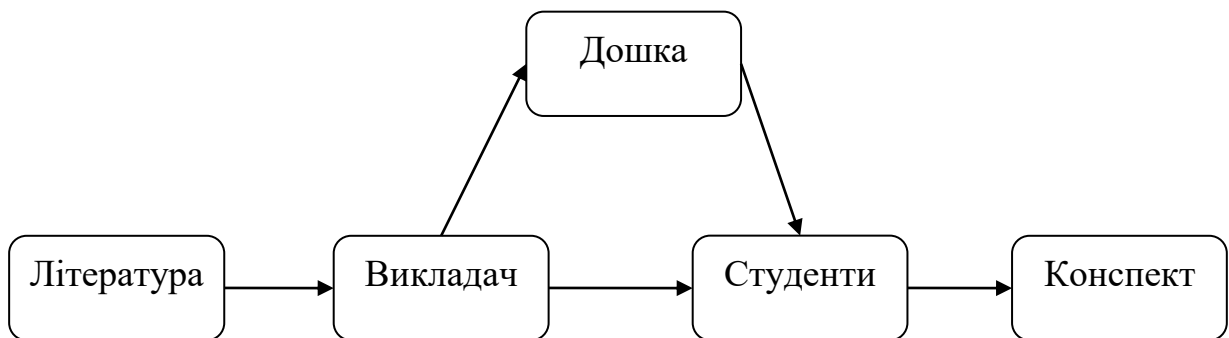 Дошка
Література
Викладач
Студенти
Конспект